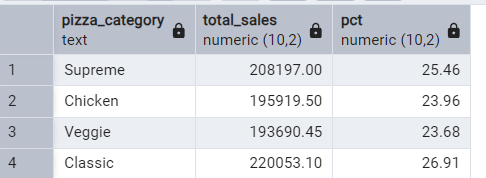 pizza_category total_sales pct
text numeric (10,2) numeric (10,2)
1 Supreme 208197.00 25.46
2 Chicken 195919.50 23.96
3 Veggie 193690.45 23.68
4 Classic 220053.10 26.91